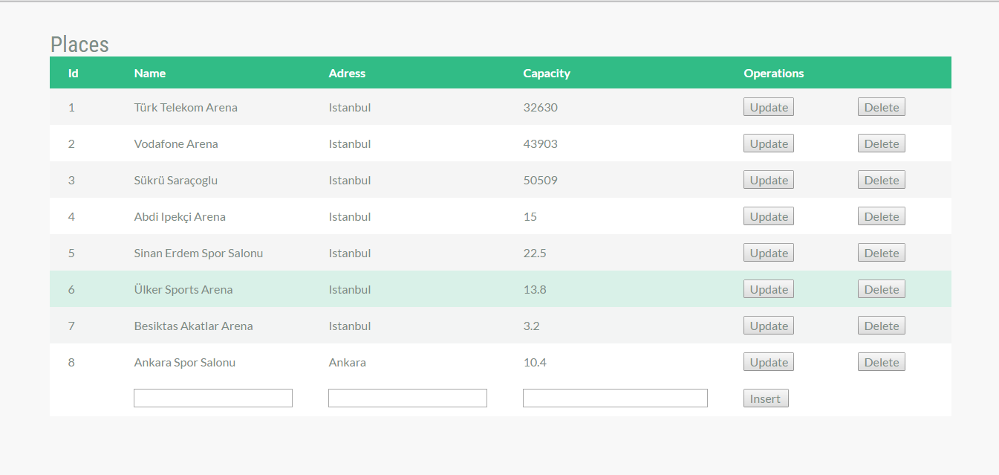 Places
Id Name Adress Capacity Operations
1 Türk Telekom Arena Istanbul 32630 Update Delete
2 Vodafone Arena Istanbul 43903 Update Delete
3 Sükrü Saraçoglu Istanbul 50509 Update Delete
4 Abdi Ipekçi Arena Istanbul 15 Update Delete
5 Sinan Erdem Spor Salonu Istanbul 22.5 Update Delete
6 Ülker Sports Arena Istanbul 13.8 Update Delete
7 Besiktas Akatlar Arena Istanbul 3.2 Update Delete
8 Ankara Spor Salonu Ankara 10.4 Update Delete
Insert